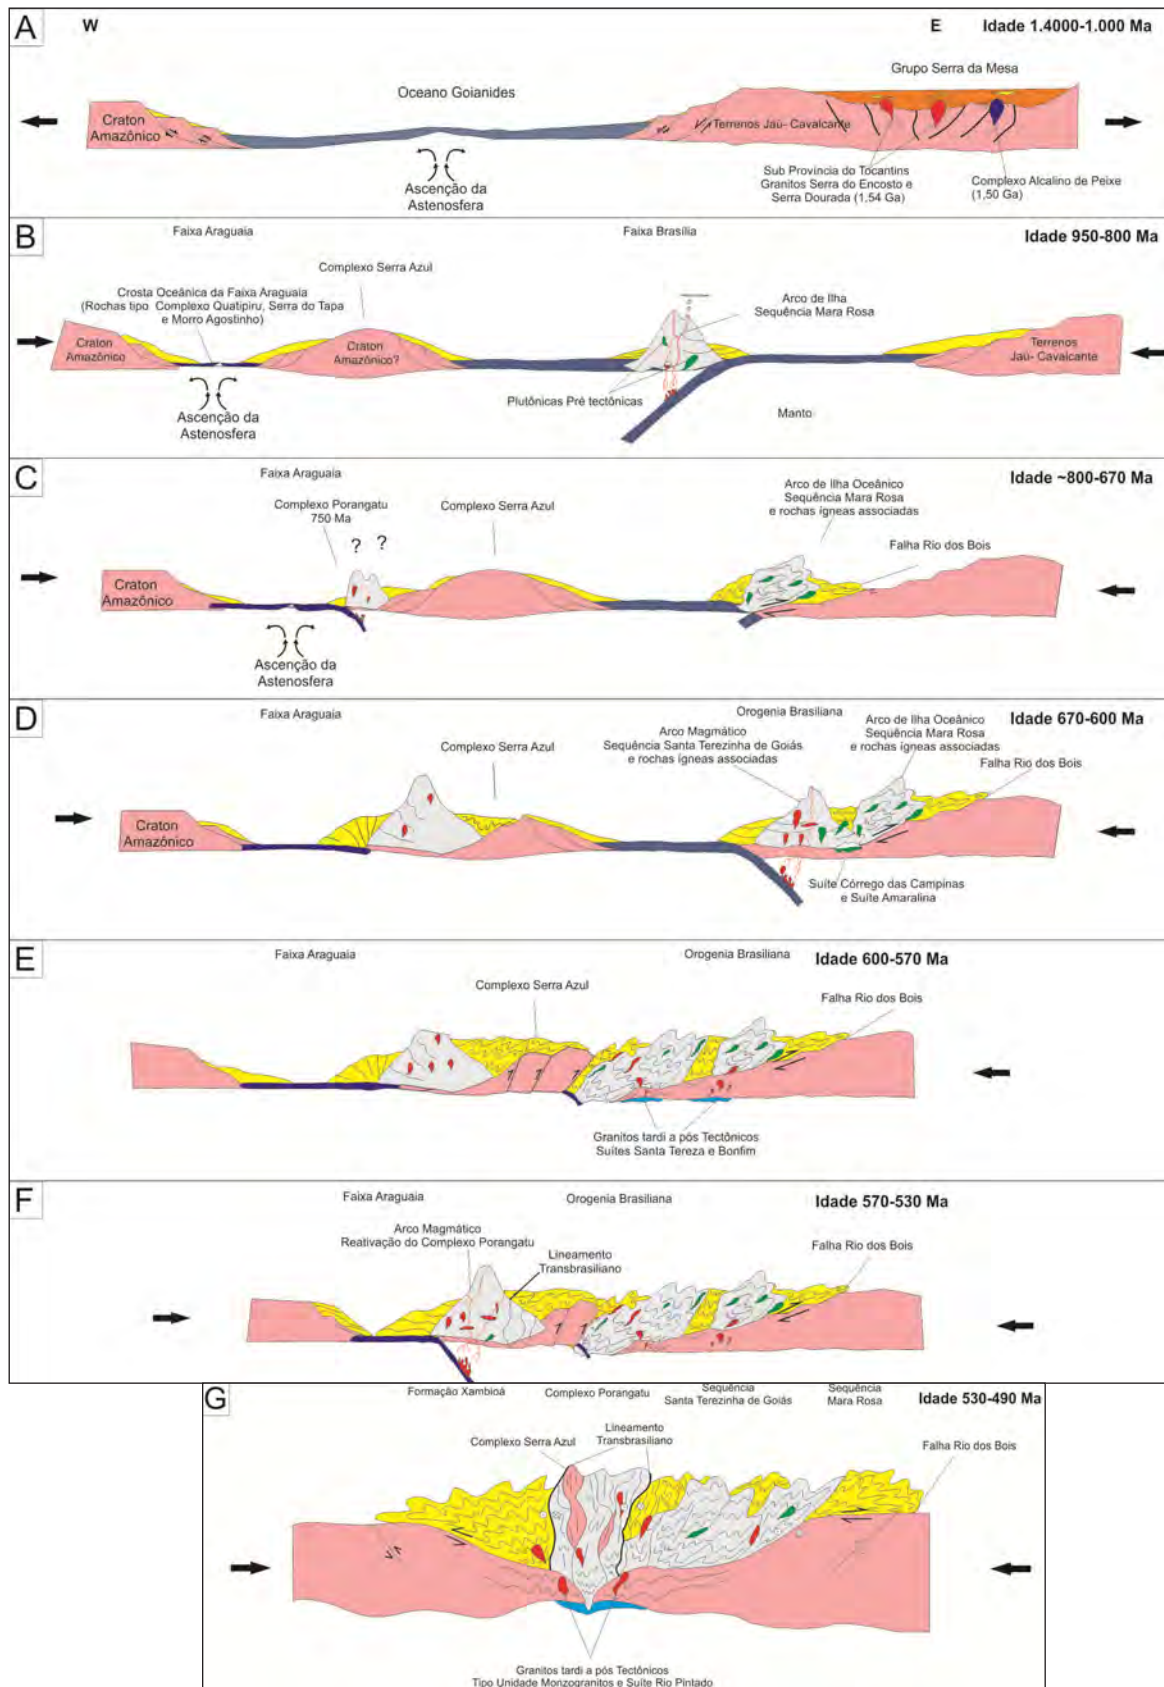 A
W
E
Idade 1.4000-1.000 Ma
Grupo Serra da Mesa
Oceano Goianides
Craton
Amazônico
Terrenos Jaú- Cavalcante
Ascenção da
Astenosfera
Sub Província do Tocantins
Granitos Serra do Encosto e
Serra Dourada (1,54 Ga)
Complexo Alcalino de Peixe
(1,50 Ga)
B
Faixa Araguaia
Faixa Brasília
Idade 950-800 Ma
Complexo Serra Azul
Crosta Oceânica da Faixa Araguaia
(Rochas tipo Complexo Quatipiru, Serra do Tapa
e Morro Agostinho)
Arco de Ilha
Sequência Mara Rosa
Craton
Amazônico
Craton
Amazônico?
Terrenos
Jaú- Cavalcante
Plutônicas Pré tectônicas
Manto
Ascenção da
Astenosfera
C
Faixa Araguaia
Idade ~800-670 Ma
Complexo Porangatu
750 Ma
Complexo Serra Azul
Arco de Ilha Oceânico
Sequência Mara Rosa
e rochas ígneas associadas
? ?
Falha Rio dos Bois
Craton
Amazônico
Ascenção da
Astenosfera
D
Faixa Araguaia
Orogenia Brasiliana
Idade 670-600 Ma
Complexo Serra Azul
Arco Magmático
Sequência Santa Terezinha de Goiás
e rochas ígneas associadas
Arco de Ilha Oceânico
Sequência Mara Rosa
e rochas ígneas associadas
Falha Rio dos Bois
Craton
Amazônico
Suíte Córrego das Campinas
e Suíte Amaralina
E
Faixa Araguaia
Orogenia Brasiliana
Idade 600-570 Ma
Complexo Serra Azul
Falha Rio dos Bois
Granitos tardi a pós Tectônicos
Suítes Santa Tereza e Bonfim
F
Faixa Araguaia
Orogenia Brasiliana
Idade 570-530 Ma
Arco Magmático
Reativação do Complexo Porangatu
Lineamento
Transbrasiliano
Falha Rio dos Bois
G
Formação Xambioá
Complexo Porangatu
Sequência
Santa Terezinha de Goiás
Sequência
Mara Rosa
Idade 530-490 Ma
Complexo Serra Azul
Lineamento
Transbrasiliano
Falha Rio dos Bois
Granitos tardi a pós Tectônicos
Tipo Unidade Monzogranitos e Suíte Rio Pintado